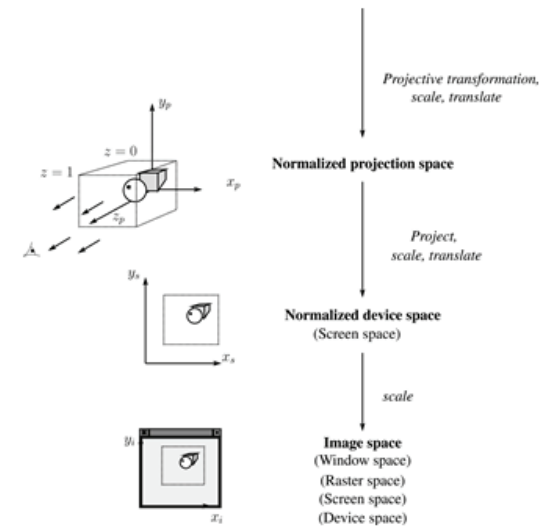 Projective transformation,
scale, translate
y_p
z = 0
z = 1
Normalized projection space
x_p
z_p
Project,
scale, translate
y_s
Normalized device space
(Screen space)
x_s
scale
y_i
Image space
(Window space)
(Raster space)
(Screen space)
x_i
(Device space)